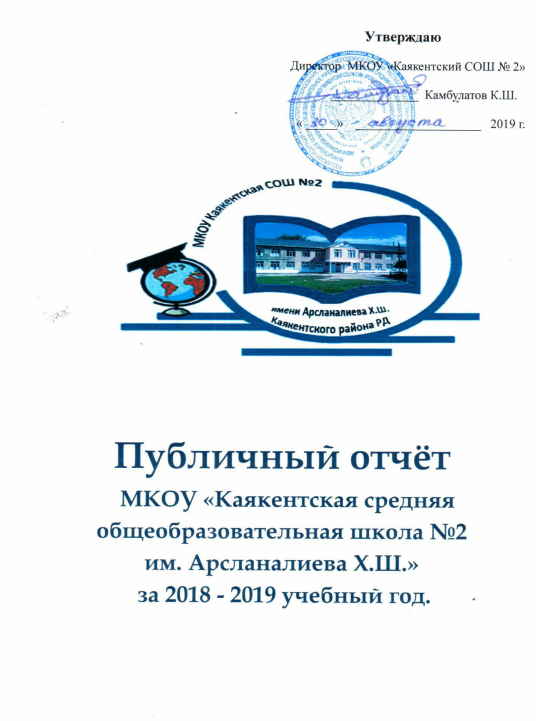 Утверждаю
Директор МКОУ «Каякентский СОШ № 2»
Камбулатов К.Ш.
« 30 » августа 2019 г.
МКОУ Каякентская СОШ №2
имени Арсланалиева Х.Ш.
Каякентского района РД
Публичный отчёт
МКОУ «Каякентская средняя
общеобразовательная школа №2
им. Арсланалиева Х.Ш.»
за 2018 - 2019 учебный год.